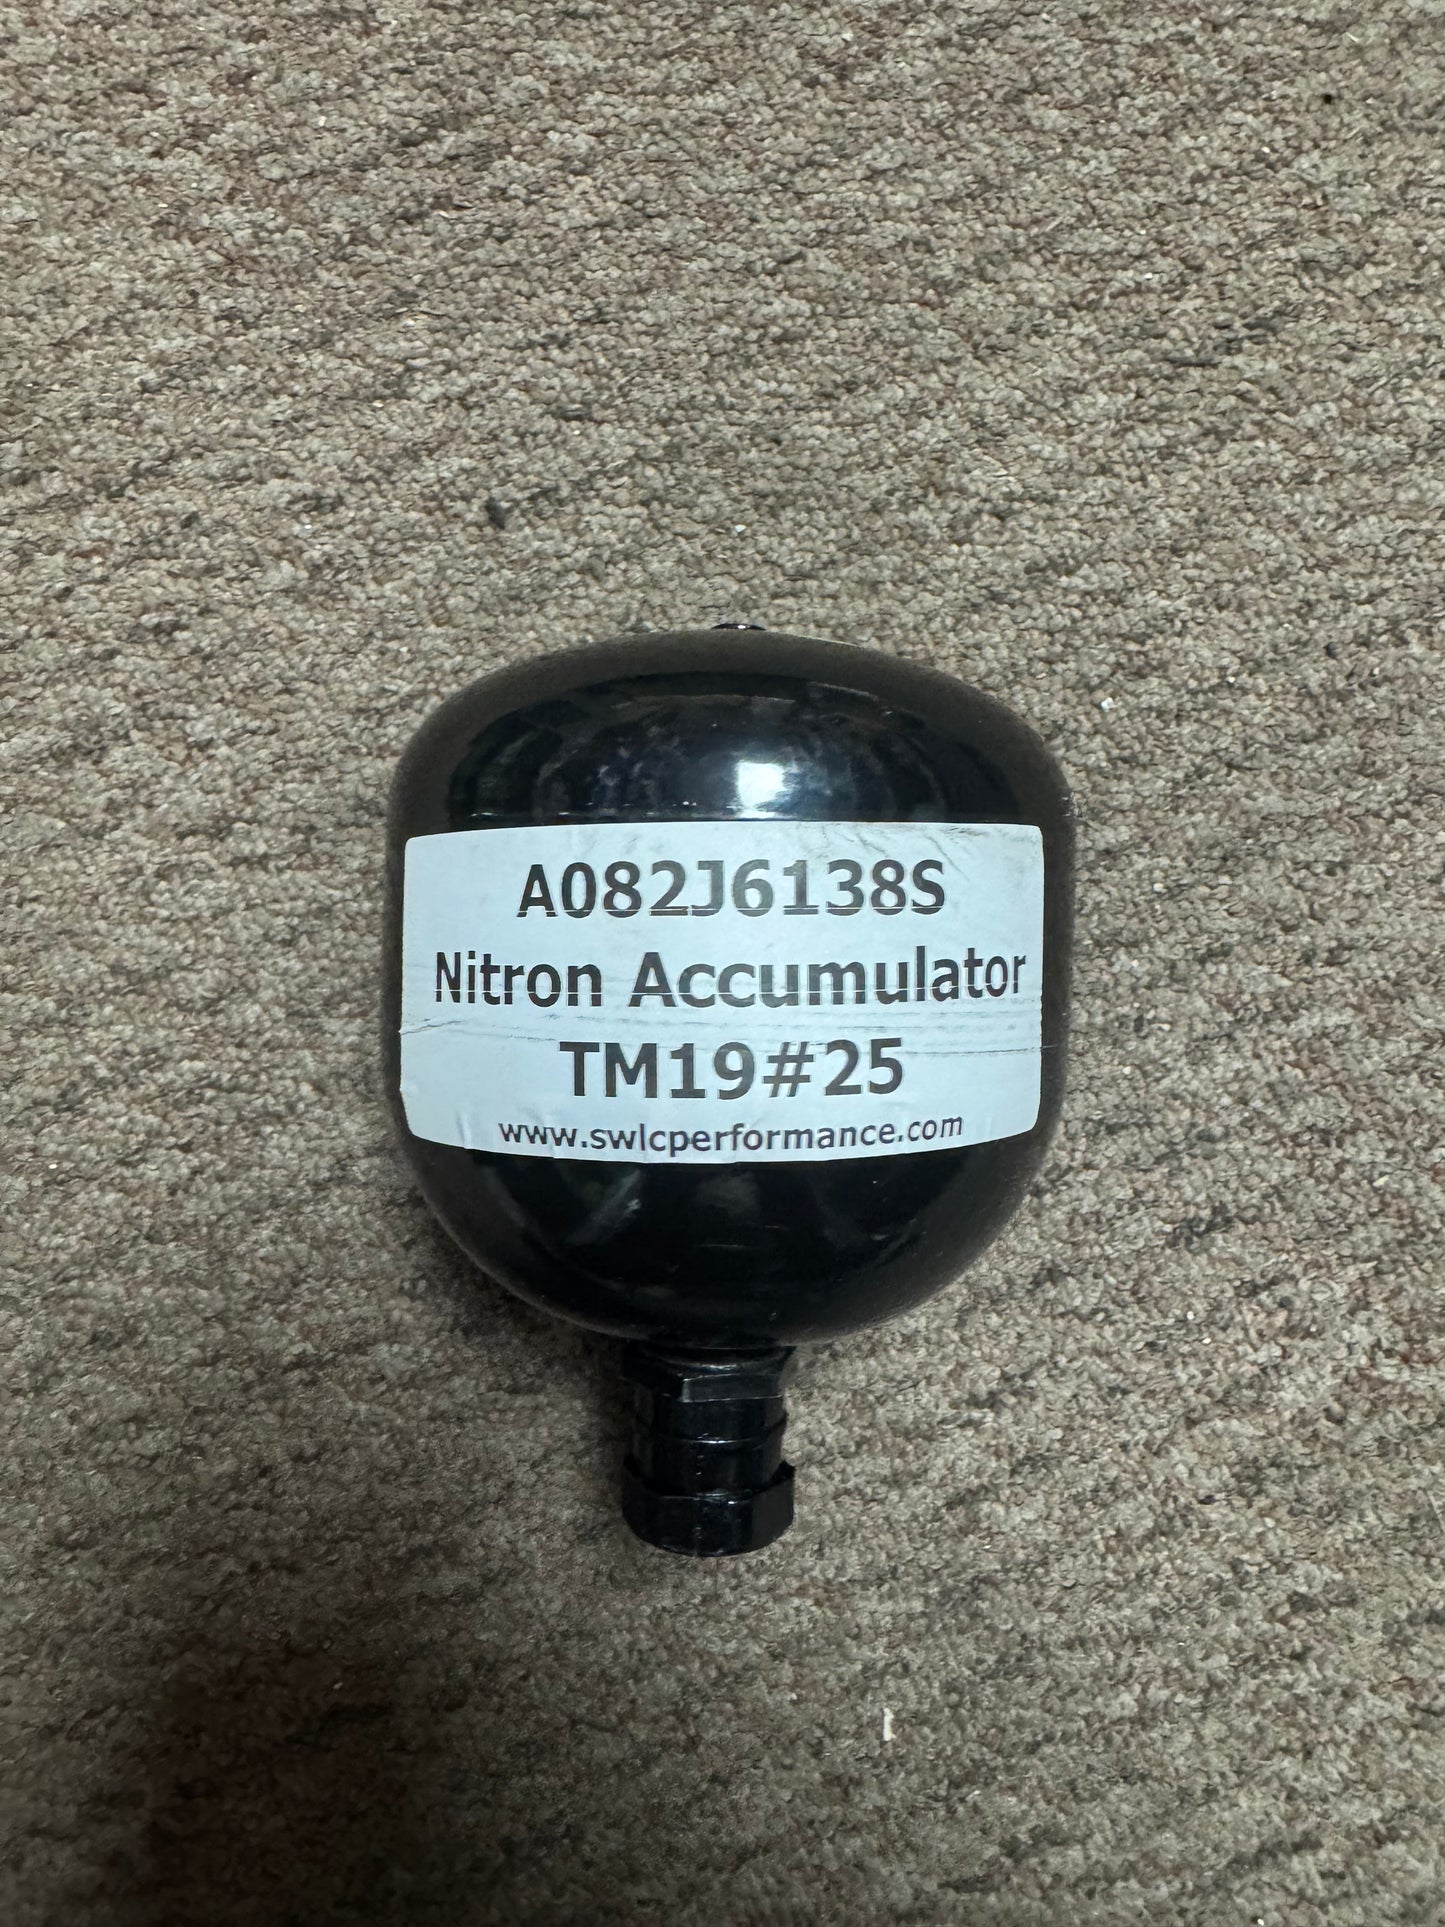 A082J6138S
Nitron Accumulator
TM19#25
www.swlcperformance.com